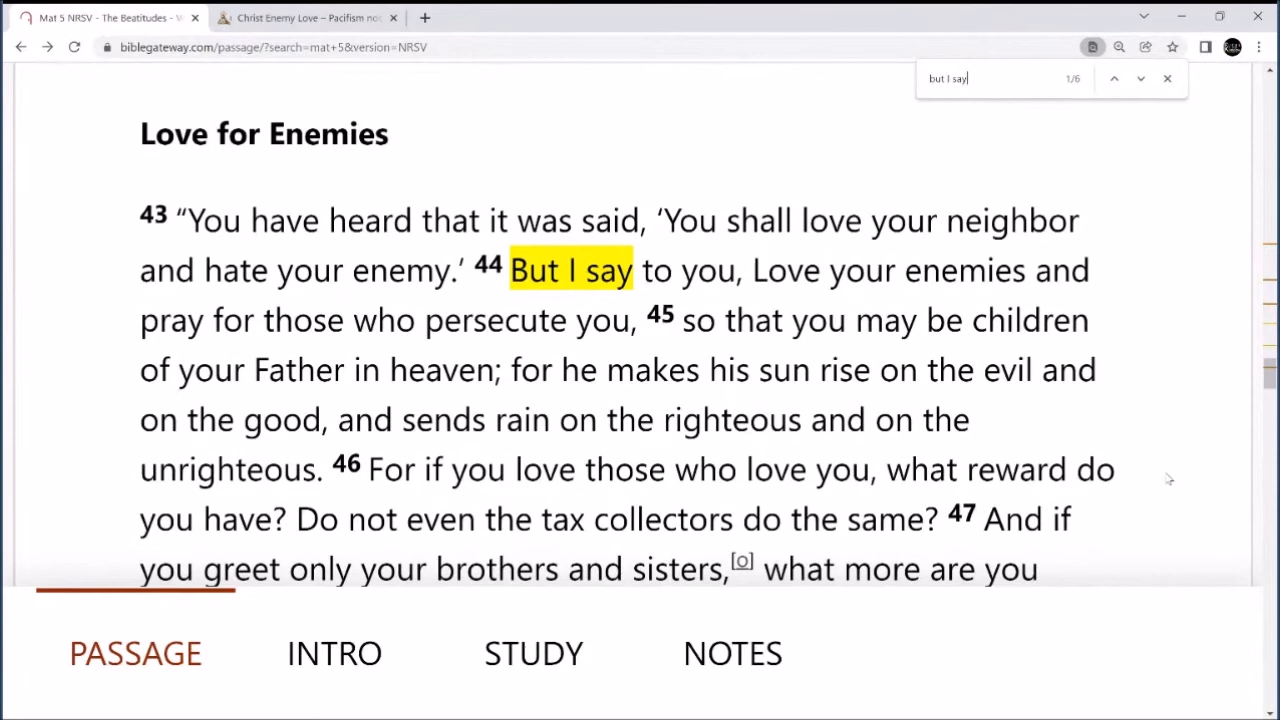 Mat 5 NRSV - The Beatitudes - W
Christ Enemy Love – Pacifism not
biblegateway.com/passage/?search=mat+5&version=NRSV
but I say
1/6
Love for Enemies
43 “You have heard that it was said, ‘You shall love your neighbor
and hate your enemy.’ 44 But I say to you, Love your enemies and
pray for those who persecute you, 45 so that you may be children
of your Father in heaven; for he makes his sun rise on the evil and
on the good, and sends rain on the righteous and on the
unrighteous. 46 For if you love those who love you, what reward do
you have? Do not even the tax collectors do the same? 47 And if
you greet only your brothers and sisters,[o] what more are you
PASSAGE INTRO STUDY NOTES